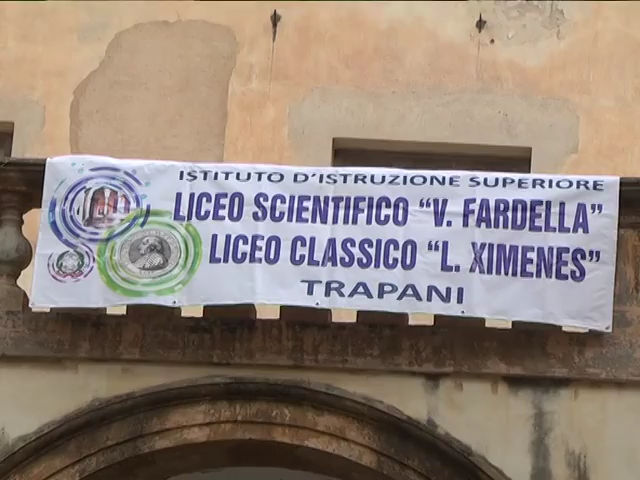 ISTITUTO D'ISTRUZIONE SUPERIORE
LICEO SCIENTIFICO "V. FARDELLA"
LICEO CLASSICO "L. XIMENES"
TRAPANI